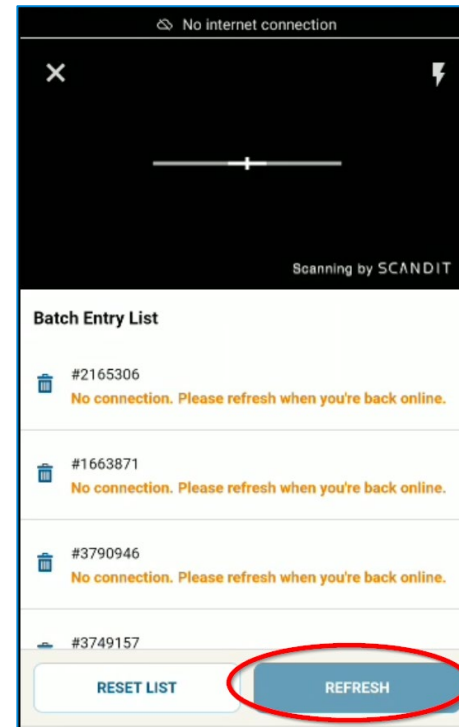 No internet connection
Scanning by SCANDIT
Batch Entry List
#2165306
No connection. Please refresh when you're back online.
#1663871
No connection. Please refresh when you're back online.
#3790946
No connection. Please refresh when you're back online.
#3749157
RESET LIST
REFRESH